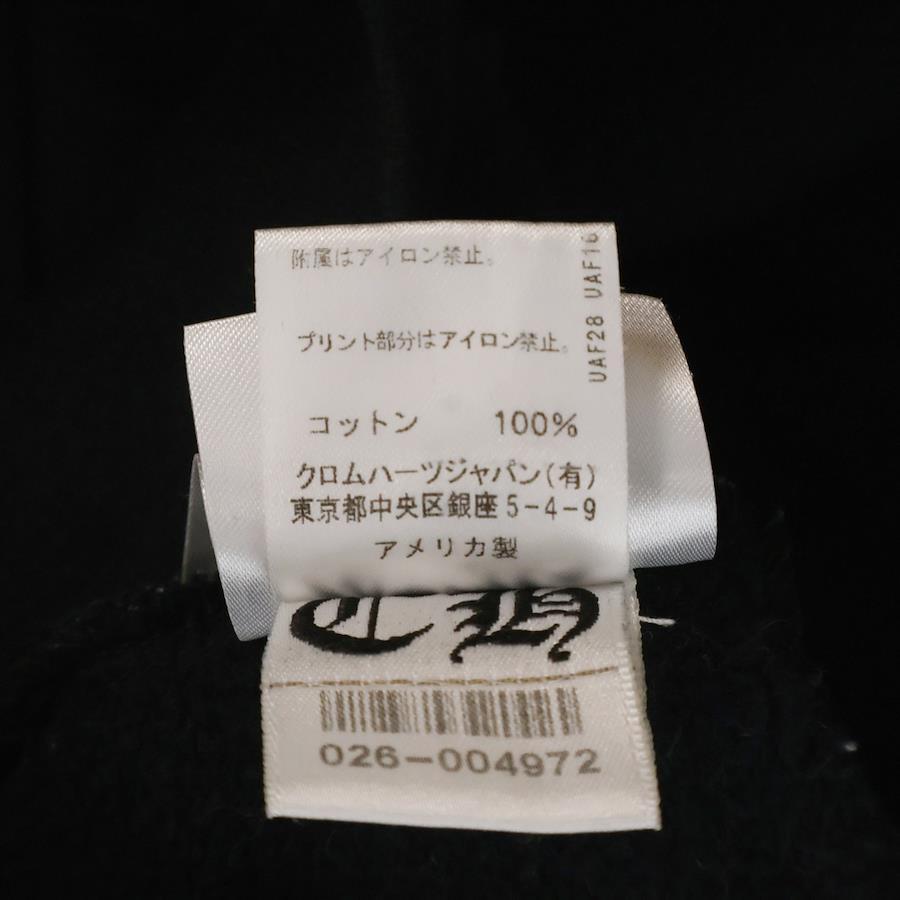 附属はアイロン禁止。
プリント部分はアイロン禁止。
UAF28 UAF16
コットン 100%
クロムハーツジャパン(有)
東京都中央区銀座5-4-9
アメリカ製
026-004972